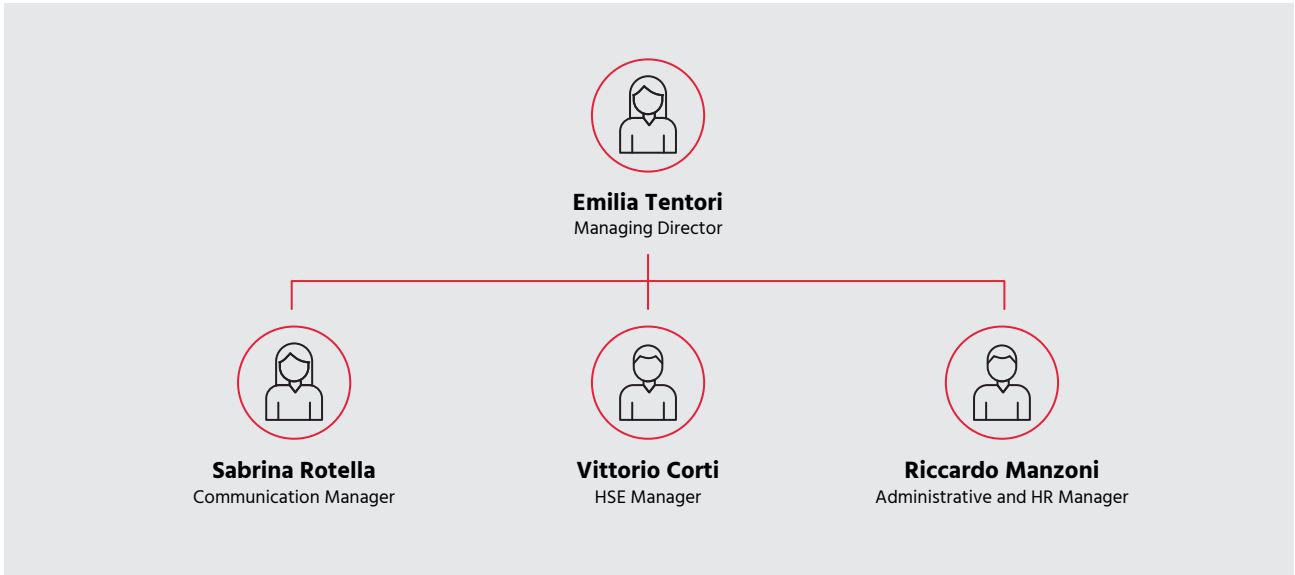 Emilia Tentori
Managing Director
Sabrina Rotella
Communication Manager
Vittorio Corti
HSE Manager
Riccardo Manzoni
Administrative and HR Manager